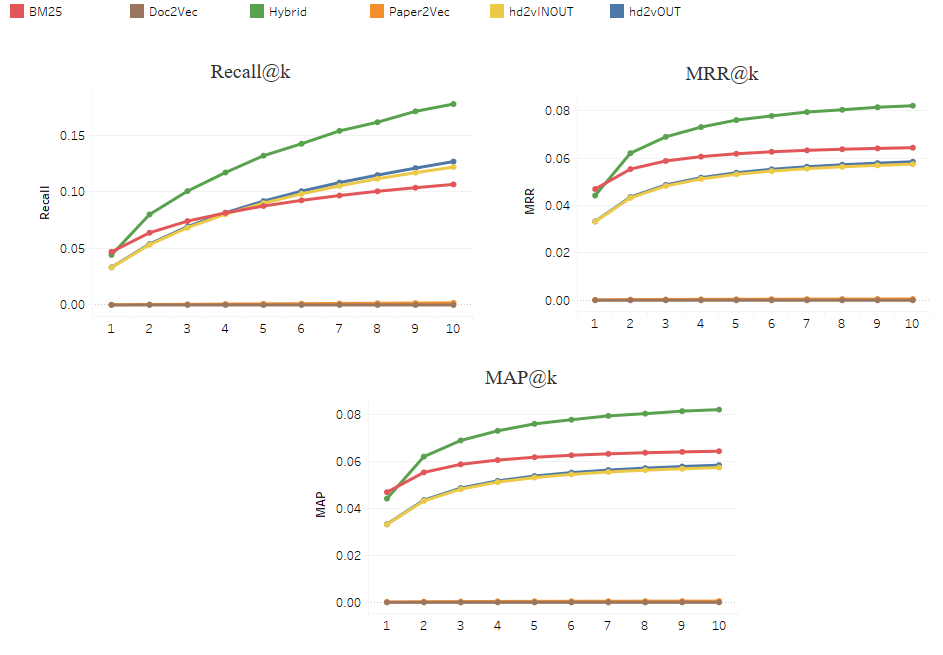 BM25 Doc2Vec Hybrid Paper2Vec hd2vINOUT hd2vOUT
Recall@k
0.15
0.10
0.05
0.00
Recall
1 2 3 4 5 6 7 8 9 10
MRR@k
0.08
0.06
0.04
0.02
0.00
MRR
1 2 3 4 5 6 7 8 9 10
MAP@k
0.08
0.06
0.04
0.02
0.00
MAP
1 2 3 4 5 6 7 8 9 10